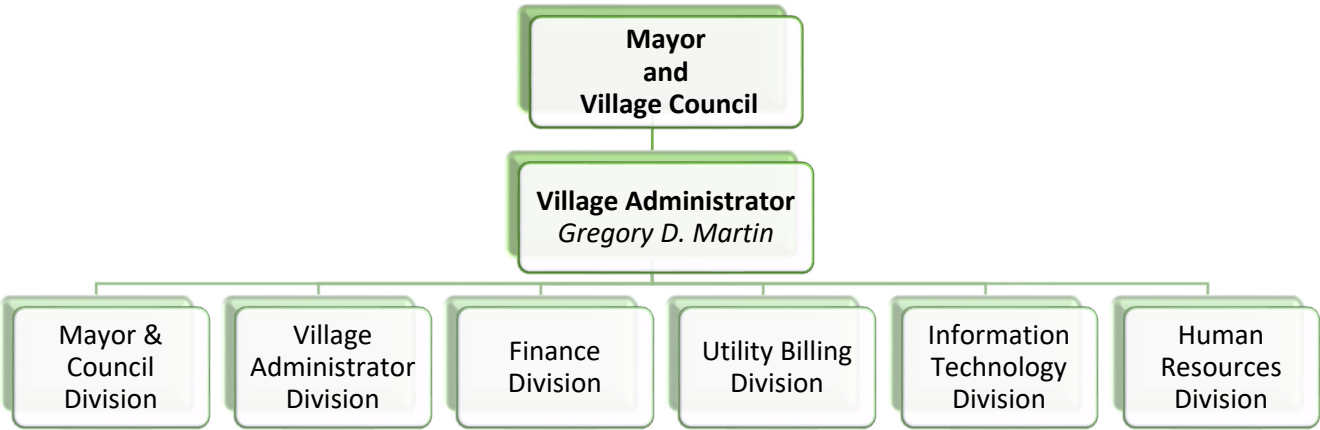 Mayor
and
Village Council
Village Administrator
Gregory D. Martin
Mayor &
Council
Division
Village
Administrator
Division
Finance
Division
Utility Billing
Division
Information
Technology
Division
Human
Resources
Division